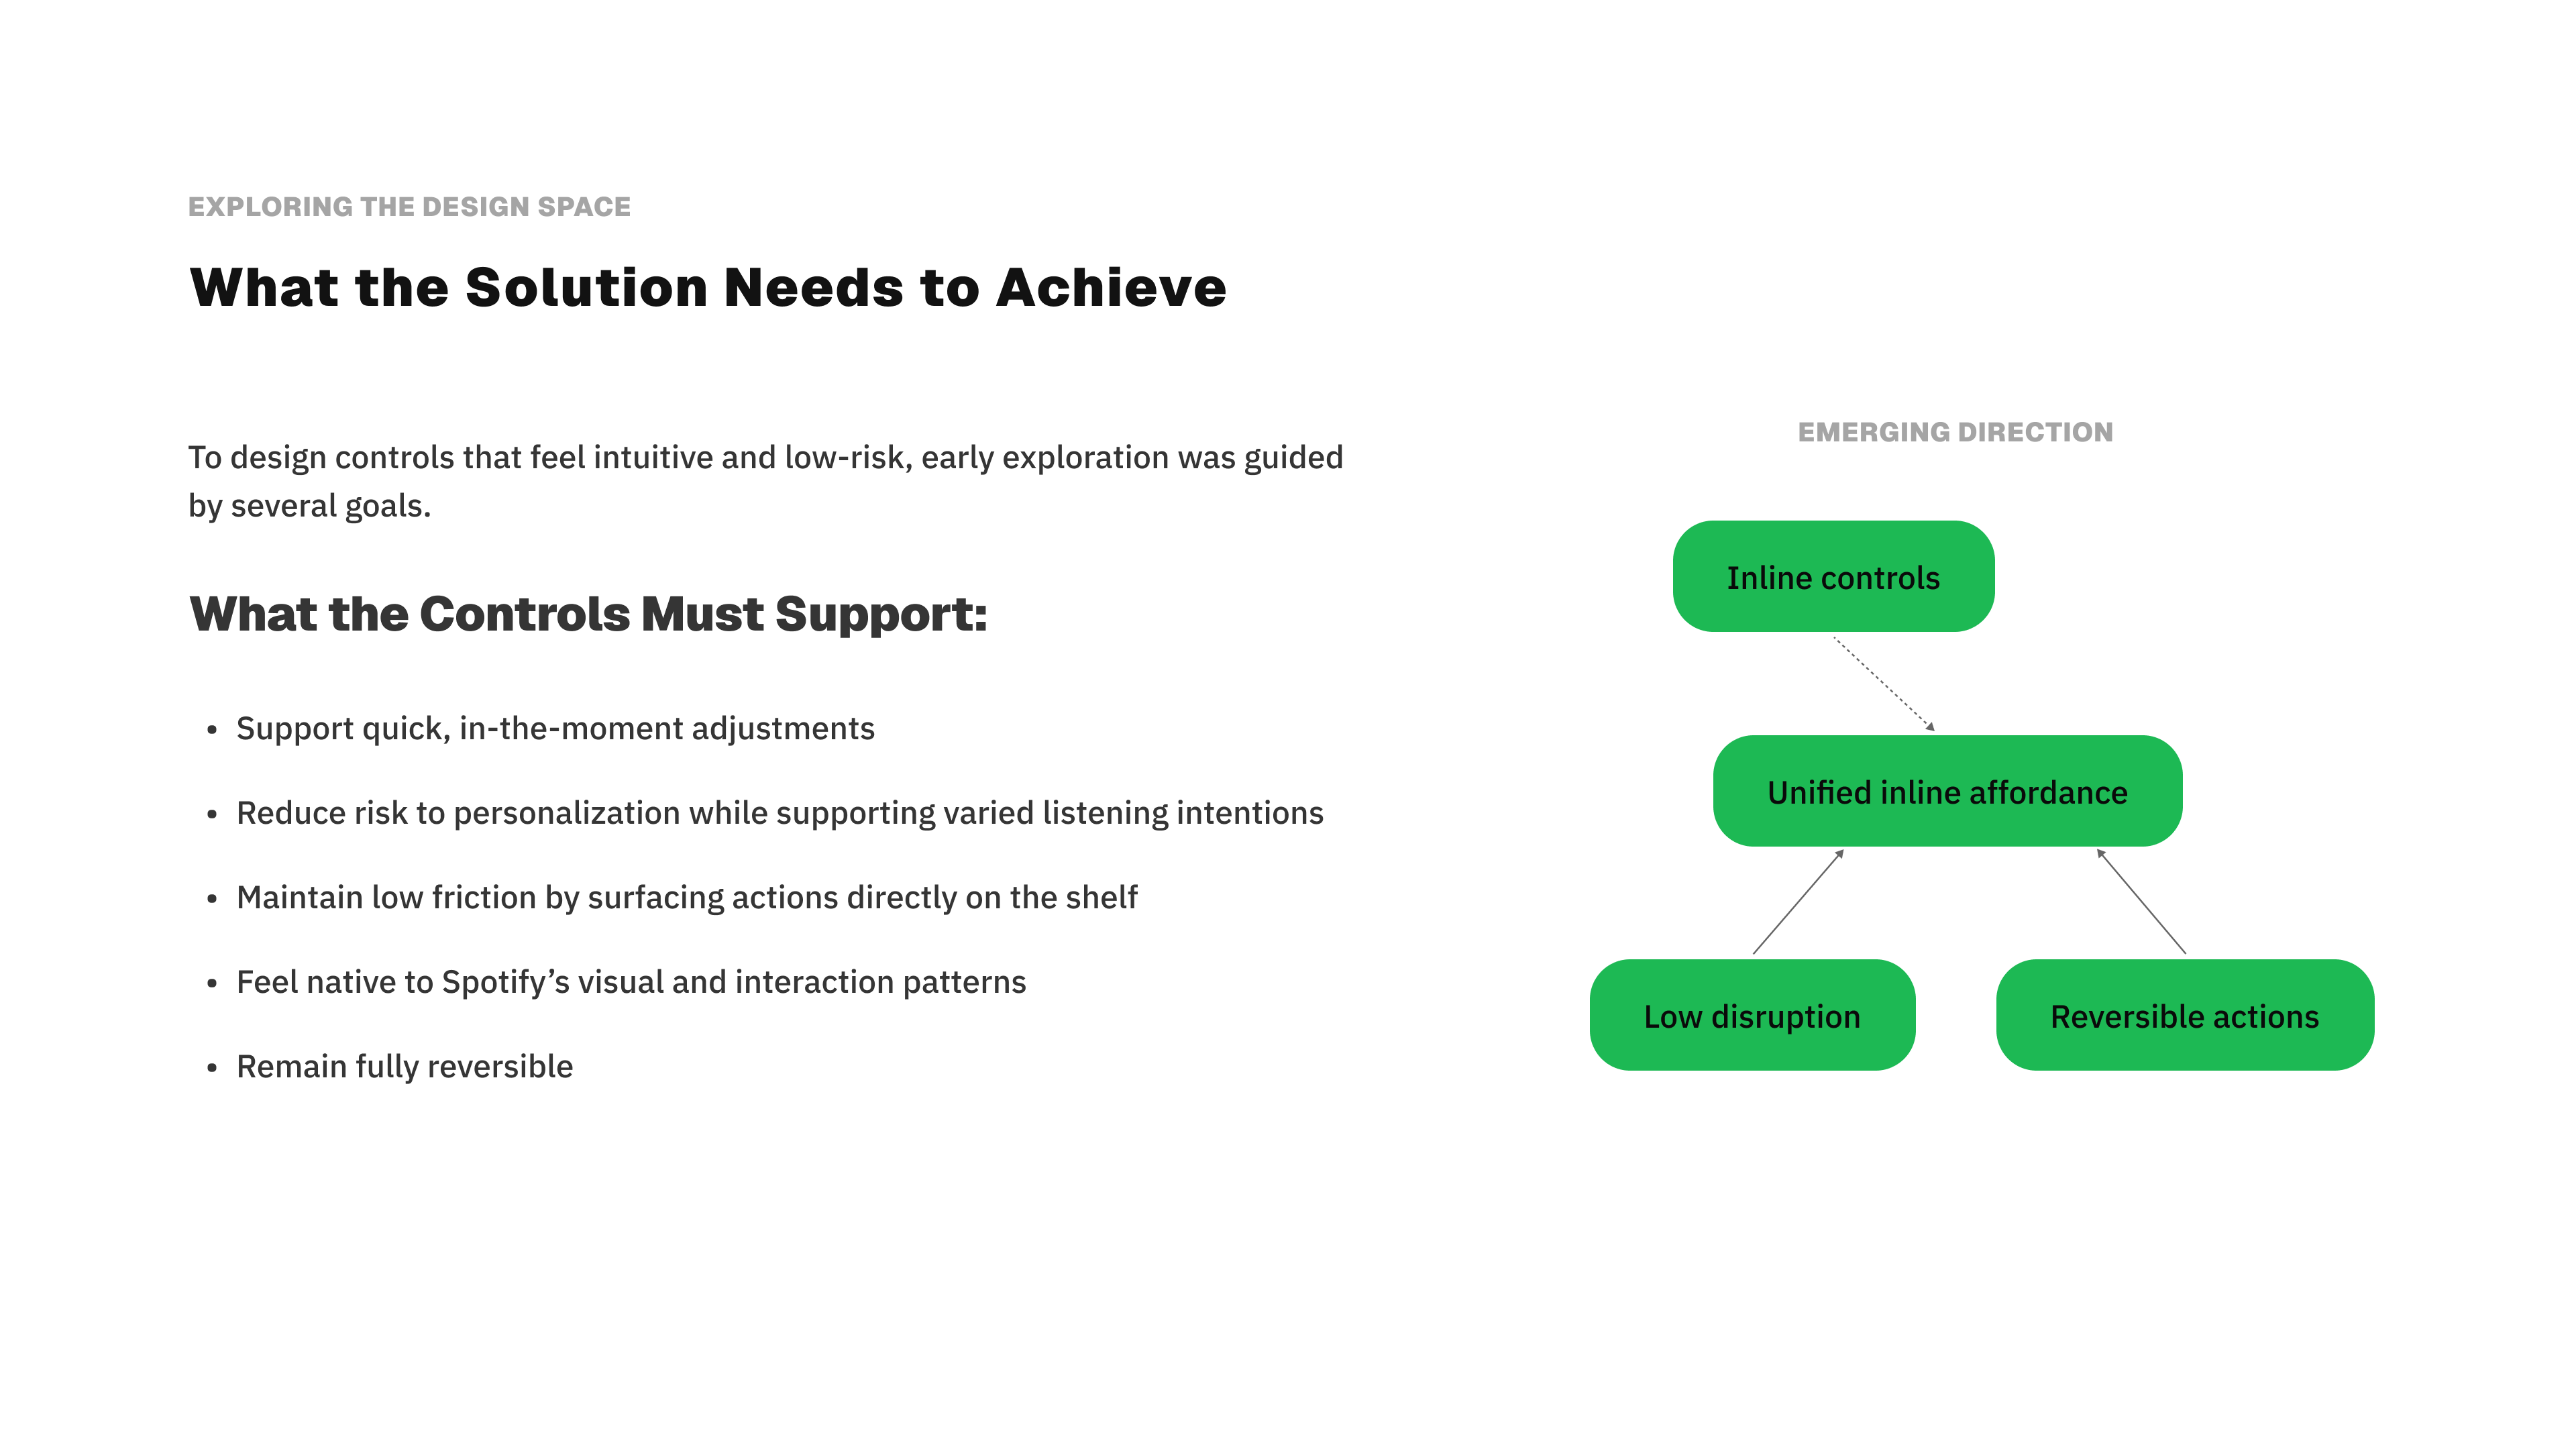 EXPLORING THE DESIGN SPACE
What the Solution Needs to Achieve
To design controls that feel intuitive and low-risk, early exploration was guided
by several goals.
What the Controls Must Support:
• Support quick, in-the-moment adjustments
• Reduce risk to personalization while supporting varied listening intentions
• Maintain low friction by surfacing actions directly on the shelf
• Feel native to Spotify’s visual and interaction patterns
• Remain fully reversible
EMERGING DIRECTION
Inline controls
Unified inline affordance
Low disruption
Reversible actions